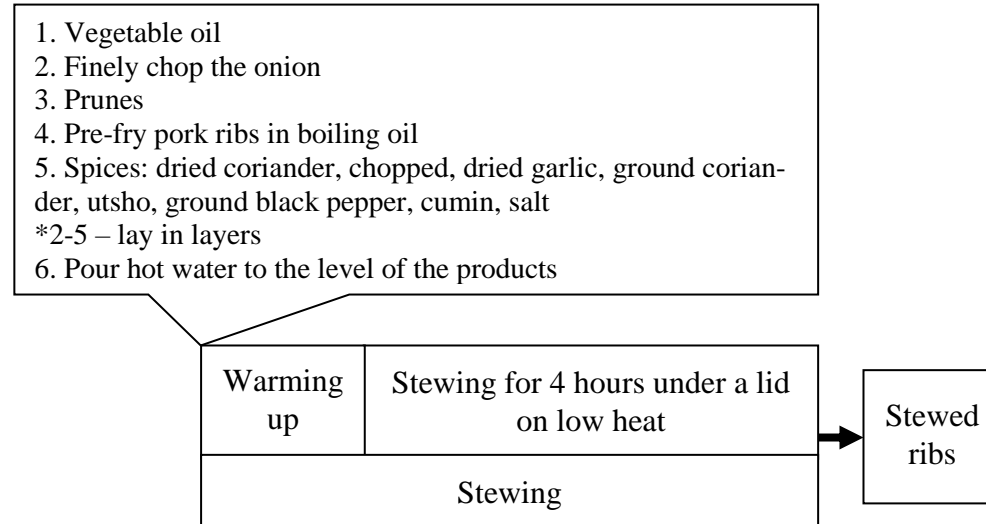 1. Vegetable oil
2. Finely chop the onion
3. Prunes
4. Pre-fry pork ribs in boiling oil
5. Spices: dried coriander, chopped, dried garlic, ground corian-
der, utsho, ground black pepper, cumin, salt
*2-5 – lay in layers
6. Pour hot water to the level of the products
Warming
up
Stewing for 4 hours under a lid
on low heat
Stewed
ribs
Stewing